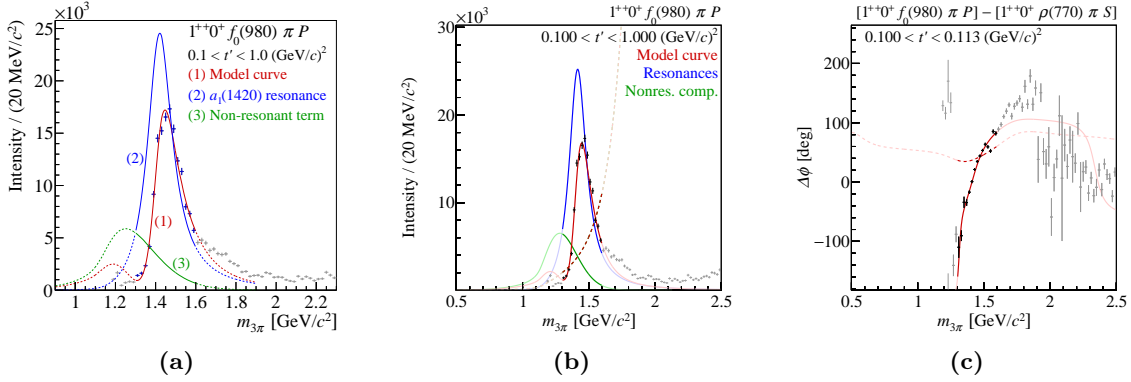 ×10³
1⁺⁺0⁺ f₀(980) π P
0.1 < t′ < 1.0 (GeV/c)²
(1) Model curve
(2) a₁(1420) resonance
(3) Non-resonant term
(2)
(1)
(3)
Intensity / (20 MeV/c²)
25
20
15
10
5
0
1 1.2 1.4 1.6 1.8 2 2.2
m₃π [GeV/c²]
(a)
×10³
1⁺⁺0⁺ f₀(980) π P
0.100 < t′ < 1.000 (GeV/c)²
Model curve
Resonances
Nonres. comp.
Intensity / (20 MeV/c²)
30
20
10
0
0.5 1 1.5 2 2.5
m₃π [GeV/c²]
(b)
[1⁺⁺0⁺ f₀(980) π P] − [1⁺⁺0⁺ ρ(770) π S]
0.100 < t′ < 0.113 (GeV/c)²
Δϕ [deg]
200
100
0
−100
0.5 1 1.5 2 2.5
m₃π [GeV/c²]
(c)